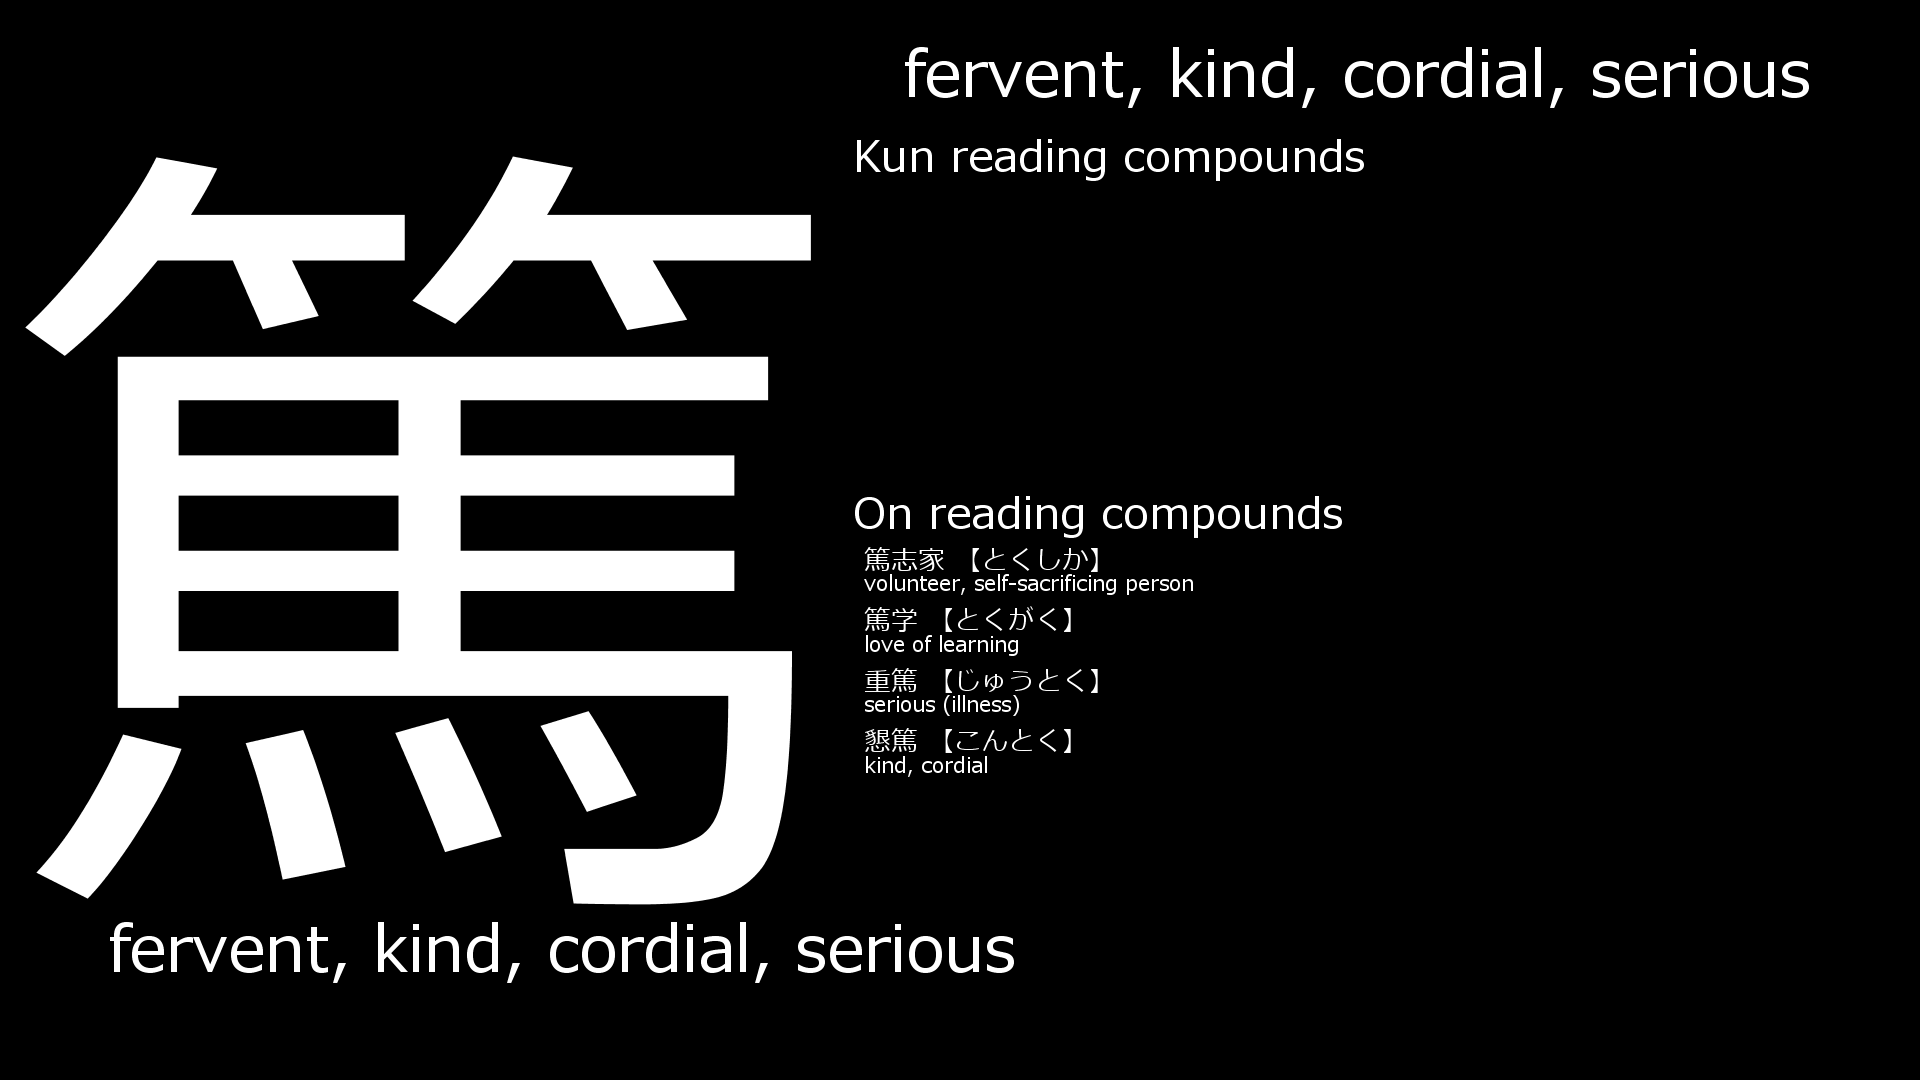 篤
fervent, kind, cordial, serious
fervent, kind, cordial, serious
Kun reading compounds
On reading compounds
篤志家 【とくしか】
volunteer, self-sacrificing person
篤学 【とくがく】
love of learning
重篤 【じゅうとく】
serious (illness)
懇篤 【こんとく】
kind, cordial